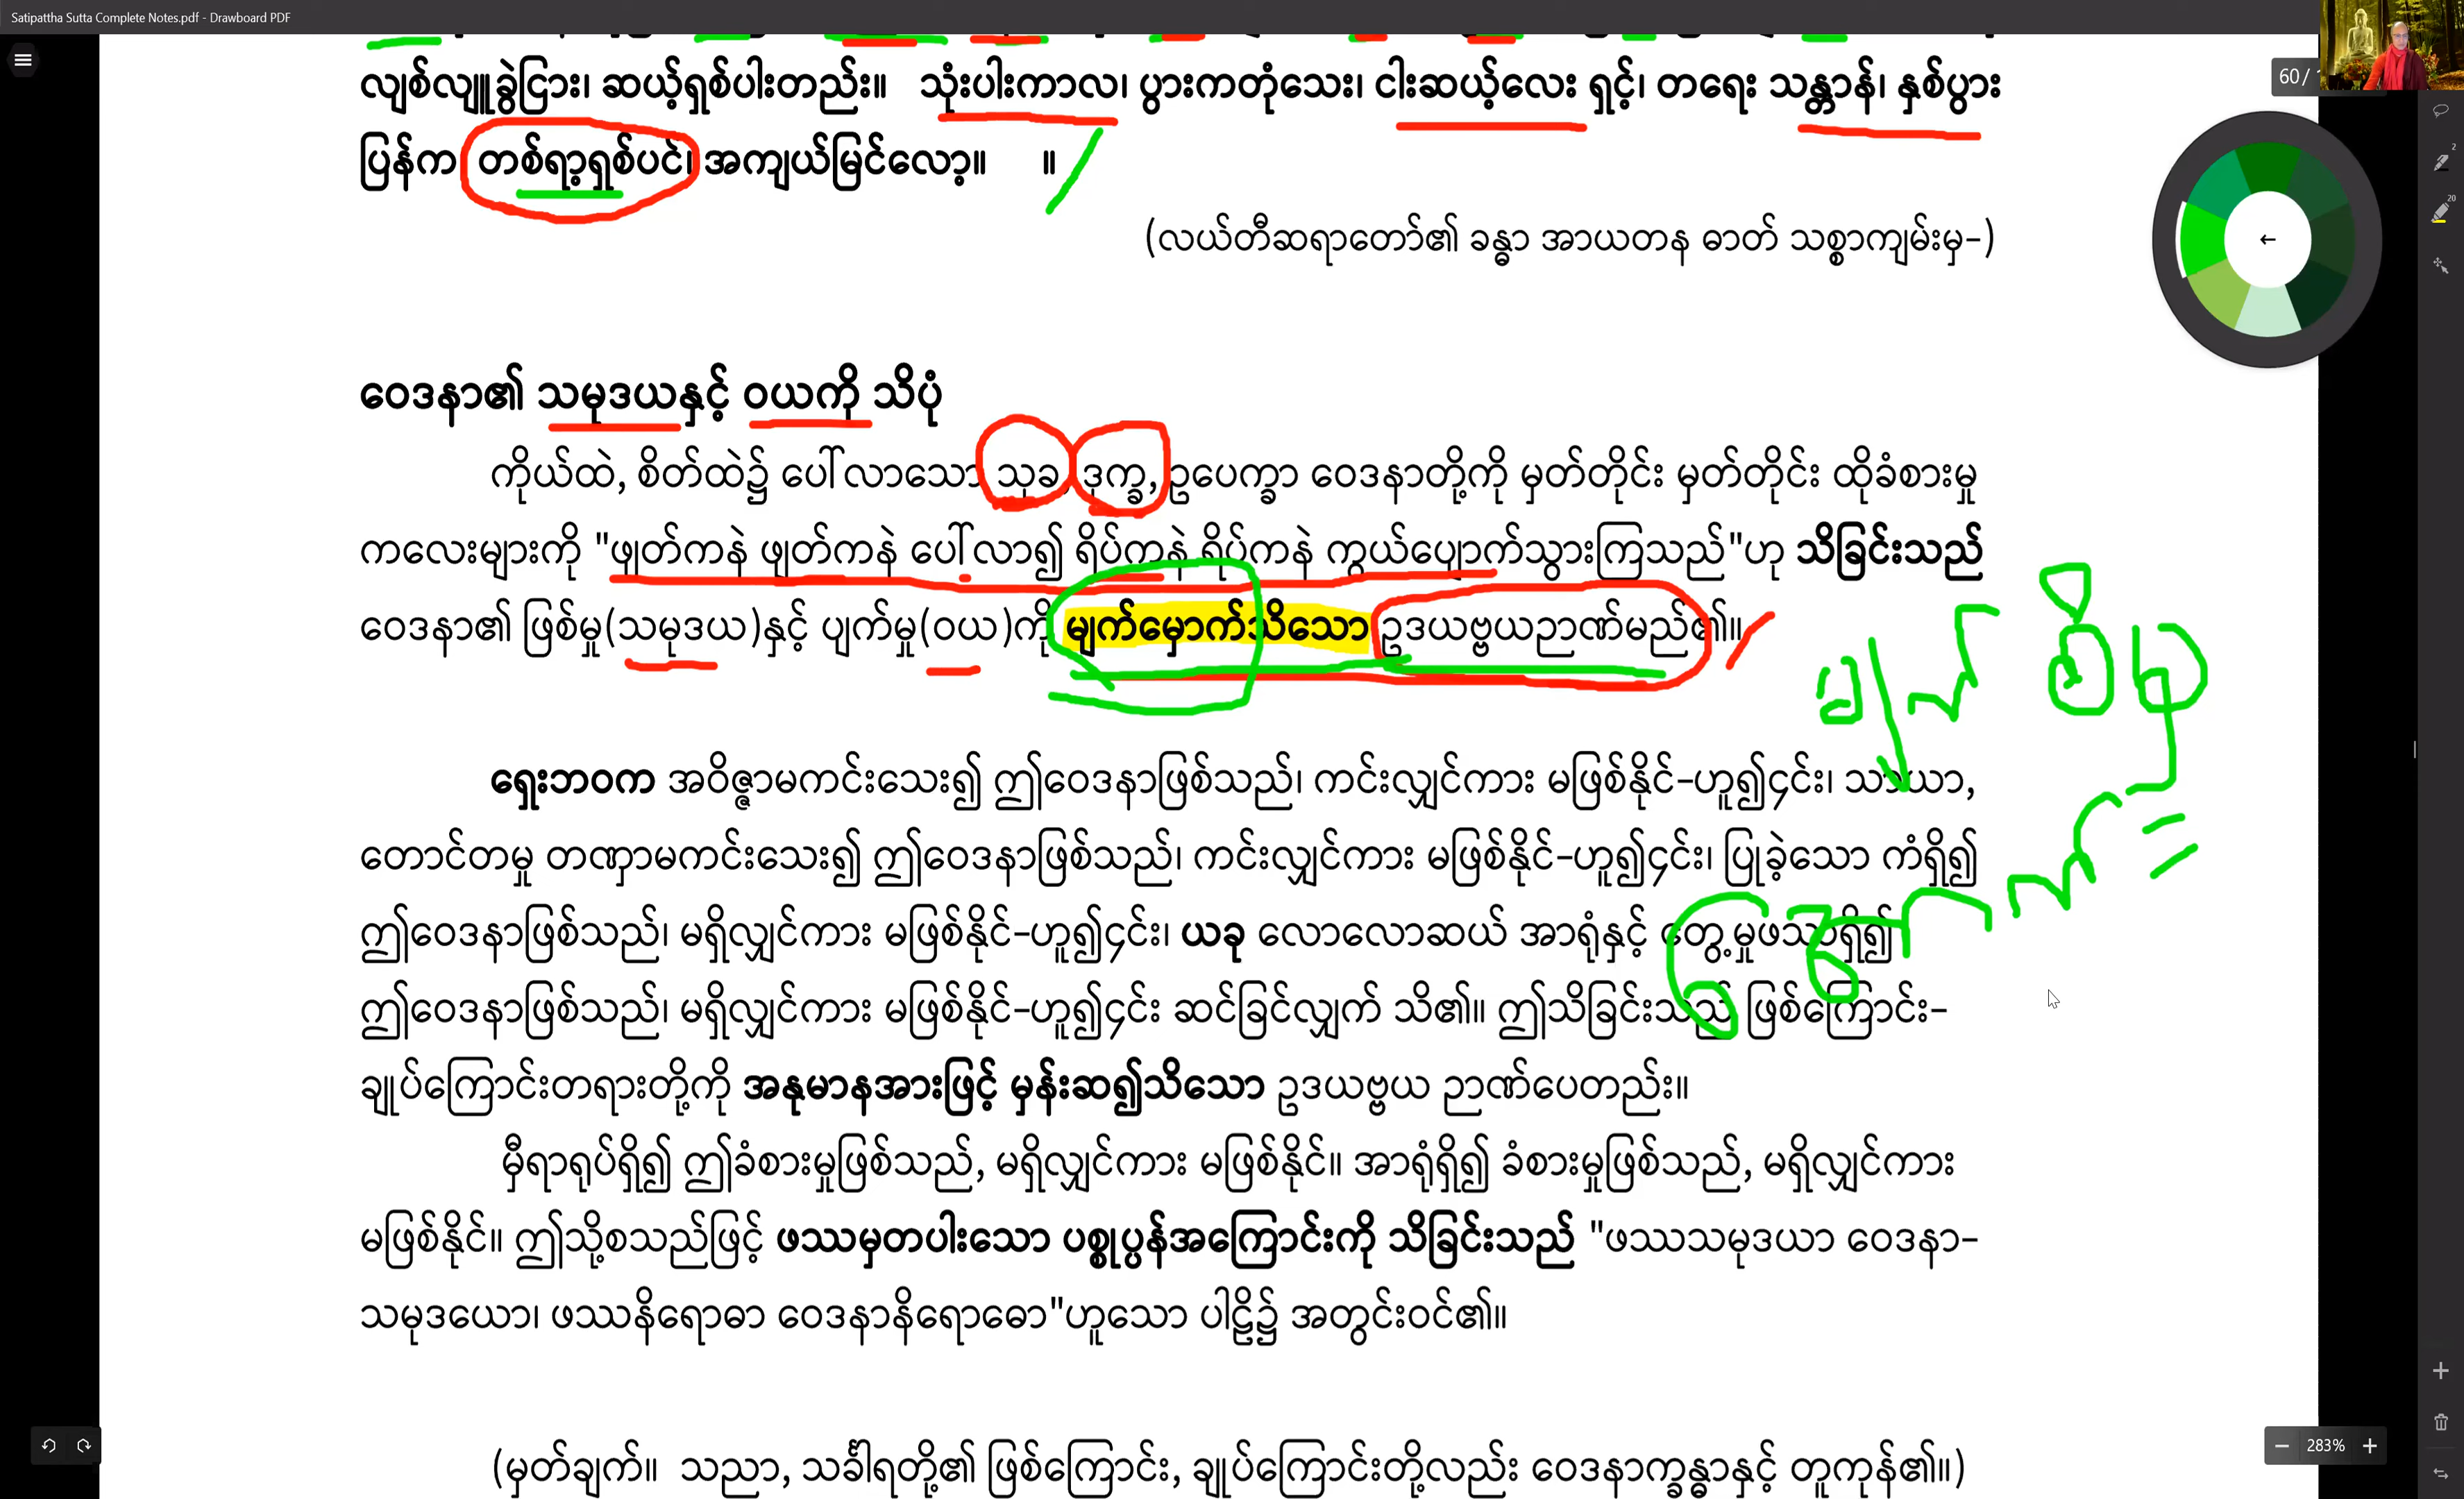 Satipattha Sutta Complete Notes.pdf - Drawboard PDF
60/
လျစ်လျူခွဲငြား၊ ဆယ့်ရှစ်ပါးတည်း။ သုံးပါးကာလ၊ ပွားကတုံသေး၊ ငါးဆယ့်လေး ရှင့်၊ တရေး သန္တာန်၊ နှစ်ပွား
ပြန်က တစ်ရာ့ရှစ်ပင်၊ အကျယ်မြင်လော့။ ။
(လယ်တီဆရာတော်၏ ခန္ဓာ အာယတန ဓာတ် သစ္စာကျမ်းမှ-)
ဝေဒနာ၏ သမုဒယနှင့် ဝယကို သိပုံ
ကိုယ်ထဲ, စိတ်ထဲ၌ ပေါ်လာသော သုခ, ဒုက္ခ, ဥပေက္ခာ ဝေဒနာတို့ကို မှတ်တိုင်း မှတ်တိုင်း ထိုခံစားမှု
ကလေးများကို "ဖျတ်ကနဲ ဖျတ်ကနဲ ပေါ်လာ၍ ရိပ်ကနဲ ရိပ်ကနဲ ကွယ်ပျောက်သွားကြသည်"ဟု သိခြင်းသည်
ဝေဒနာ၏ ဖြစ်မှု(သမုဒယ)နှင့် ပျက်မှု(ဝယ)ကို မျက်မှောက်သိသော ဥဒယဗ္ဗယဉာဏ်မည်၏။
ရှေးဘဝက အဝိဇ္ဇာမကင်းသေး၍ ဤဝေဒနာဖြစ်သည်၊ ကင်းလျှင်ကား မဖြစ်နိုင်-ဟူ၍၄င်း၊ သာယာ,
တောင်တမှု တဏှာမကင်းသေး၍ ဤဝေဒနာဖြစ်သည်၊ ကင်းလျှင်ကား မဖြစ်နိုင်-ဟူ၍၄င်း၊ ပြုခဲ့သော ကံရှိ၍
ဤဝေဒနာဖြစ်သည်၊ မရှိလျှင်ကား မဖြစ်နိုင်-ဟူ၍၄င်း၊ ယခု လောလောဆယ် အာရုံနှင့် တွေ့မှုဖဿရှိ၍
ဤဝေဒနာဖြစ်သည်၊ မရှိလျှင်ကား မဖြစ်နိုင်-ဟူ၍၄င်း ဆင်ခြင်လျှက် သိ၏။ ဤသိခြင်းသည် ဖြစ်ကြောင်း-
ချုပ်ကြောင်းတရားတို့ကို အနုမာနအားဖြင့် မှန်းဆ၍သိသော ဥဒယဗ္ဗယ ဉာဏ်ပေတည်း။
မှီရာရုပ်ရှိ၍ ဤခံစားမှုဖြစ်သည်, မရှိလျှင်ကား မဖြစ်နိုင်။ အာရုံရှိ၍ ခံစားမှုဖြစ်သည်, မရှိလျှင်ကား
မဖြစ်နိုင်။ ဤသို့စသည်ဖြင့် ဖဿမှတပါးသော ပစ္စုပ္ပန်အကြောင်းကို သိခြင်းသည် "ဖဿသမုဒယာ ဝေဒနာ-
သမုဒယော၊ ဖဿနိရောဓာ ဝေဒနာနိရောဓော"ဟူသော ပါဠိ၌ အတွင်းဝင်၏။
(မှတ်ချက်။ သညာ, သင်္ခါရတို့၏ ဖြစ်ကြောင်း, ချုပ်ကြောင်းတို့လည်း ဝေဒနာက္ခန္ဓာနှင့် တူကုန်၏။)
2
20
283%